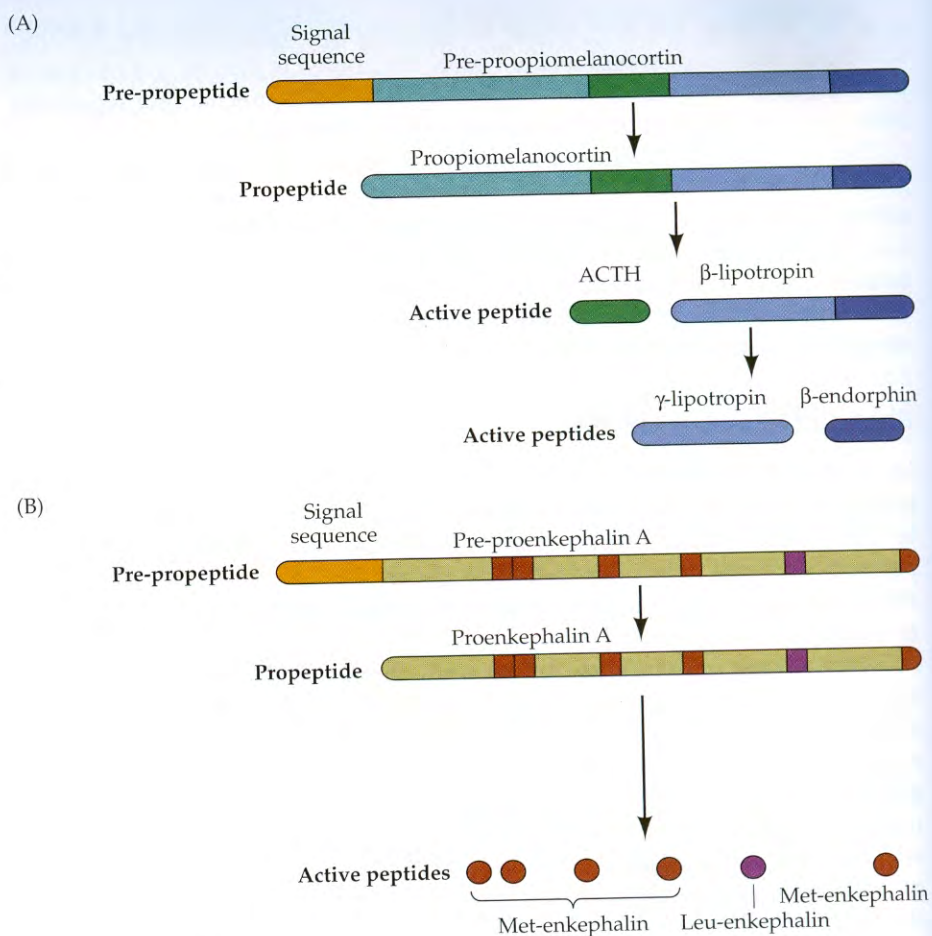 (A)
Signal
sequence
Pre-proopiomelanocortin
Pre-propeptide
Proopiomelanocortin
Propeptide
ACTH
β-lipotropin
Active peptide
γ-lipotropin
β-endorphin
Active peptides
(B)
Signal
sequence
Pre-proenkephalin A
Pre-propeptide
Proenkephalin A
Propeptide
Active peptides
Met-enkephalin
Leu-enkephalin
Met-enkephalin